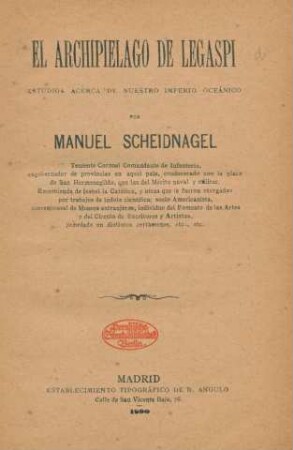 EL ARCHIPIELAGO DE LEGASPI
ESTUDIOS ACERCA DE NUESTRO IMPERIO OCEÁNICO
POR
MANUEL SCHEIDNAGEL
Teniente Coronel Comandante de Infantería,
exgobernador de provincias en aquel país, condecorado con la placa
de San Hermenegildo, que las del Mérito naval y militar,
Encomienda de Isabel la Católica, y otras que le fueron otorgadas
por trabajos de índole científica; socio Americanista,
corresponsal de Museos extranjeros, individuo del Fomento de las Artes
y del Círculo de Escritores y Artistas,
laureado en distintos certámenes, etc., etc.
MADRID
ESTABLECIMIENTO TIPOGRÁFICO DE R. ANGULO
Calle de San Vicente Baja, 76.
1890